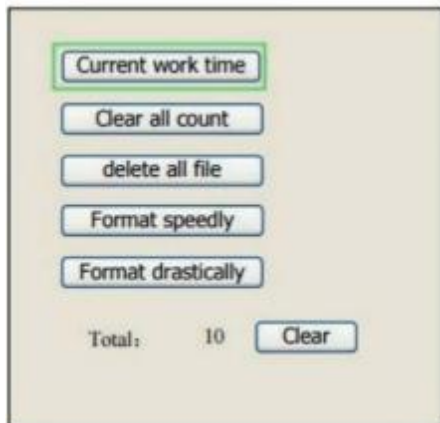 Current work time
Clear all count
delete all file
Format speedly
Format drastically
Total: 10 Clear